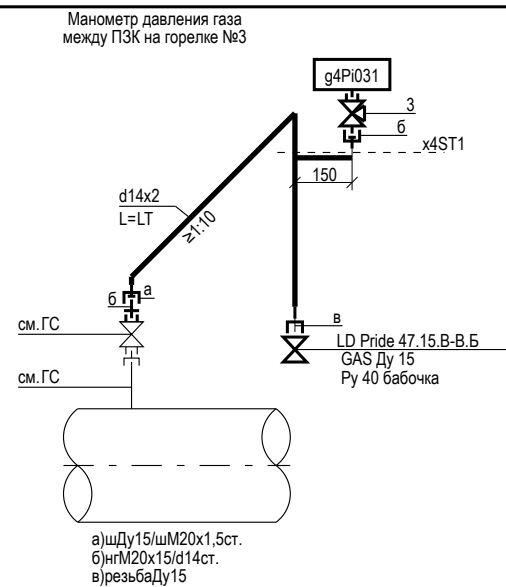 Манометр давления газа
между ПЗК на горелке №3
g4Pi031
3
б
x4ST1
150
d14x2
L=LT
≥1:10
а
б
см.ГС
в
LD Pride 47.15.В-В.Б
GAS Ду 15
Ру 40 бабочка
см.ГС
а)шДу15/шМ20х1,5ст.
б)нгМ20х15/d14ст.
в)резьбаДу15